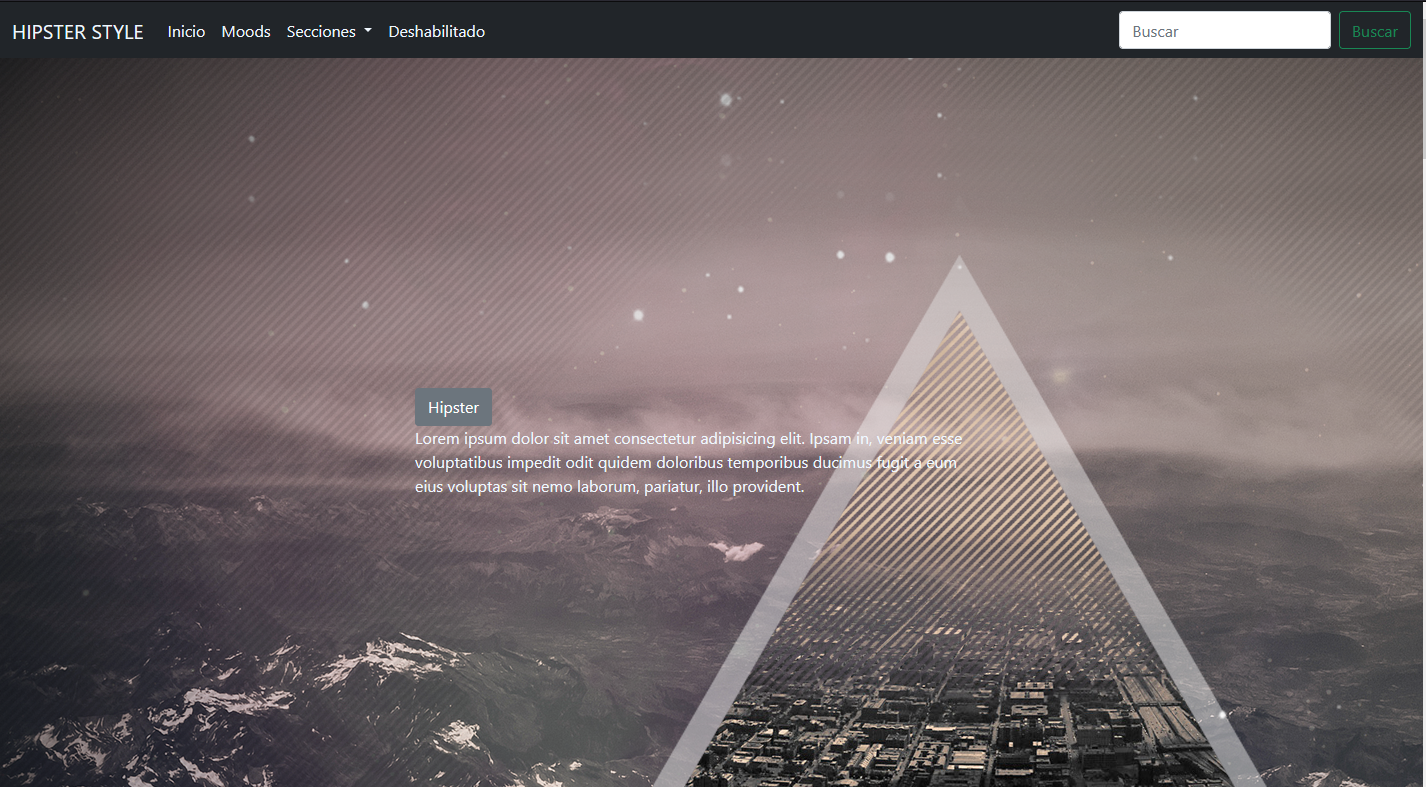 HIPSTER STYLE Inicio Moods Secciones Deshabilitado Buscar Buscar
Hipster
Lorem ipsum dolor sit amet consectetur adipisicing elit. Ipsam in, veniam esse
voluptatibus impedit odit quidem doloribus temporibus ducimus fugit a eum
eius voluptas sit nemo laborum, pariatur, illo provident.